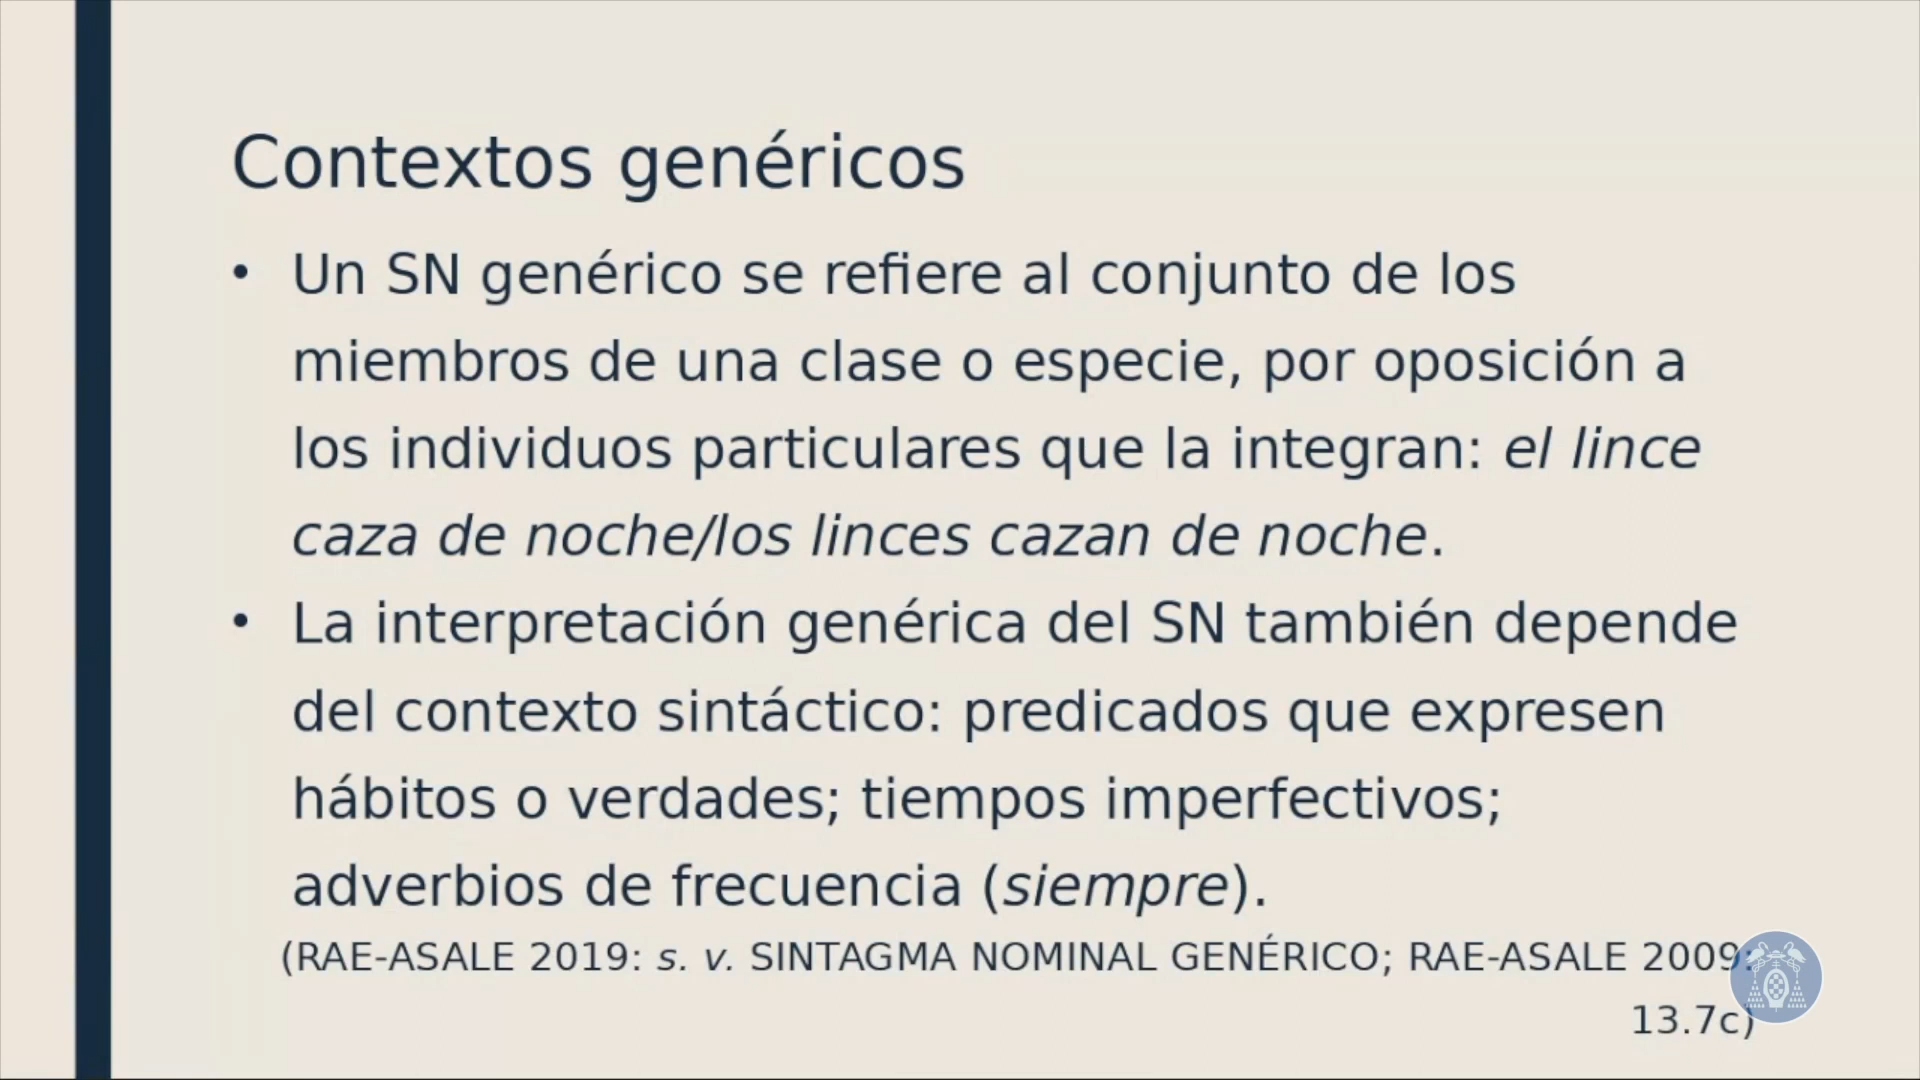 Contextos genéricos
• Un SN genérico se refiere al conjunto de los
miembros de una clase o especie, por oposición a
los individuos particulares que la integran: el lince
caza de noche/los linces cazan de noche.
• La interpretación genérica del SN también depende
del contexto sintáctico: predicados que expresen
hábitos o verdades; tiempos imperfectivos;
adverbios de frecuencia (siempre).
(RAE-ASALE 2019: s. v. SINTAGMA NOMINAL GENÉRICO; RAE-ASALE 2009:
13.7c)